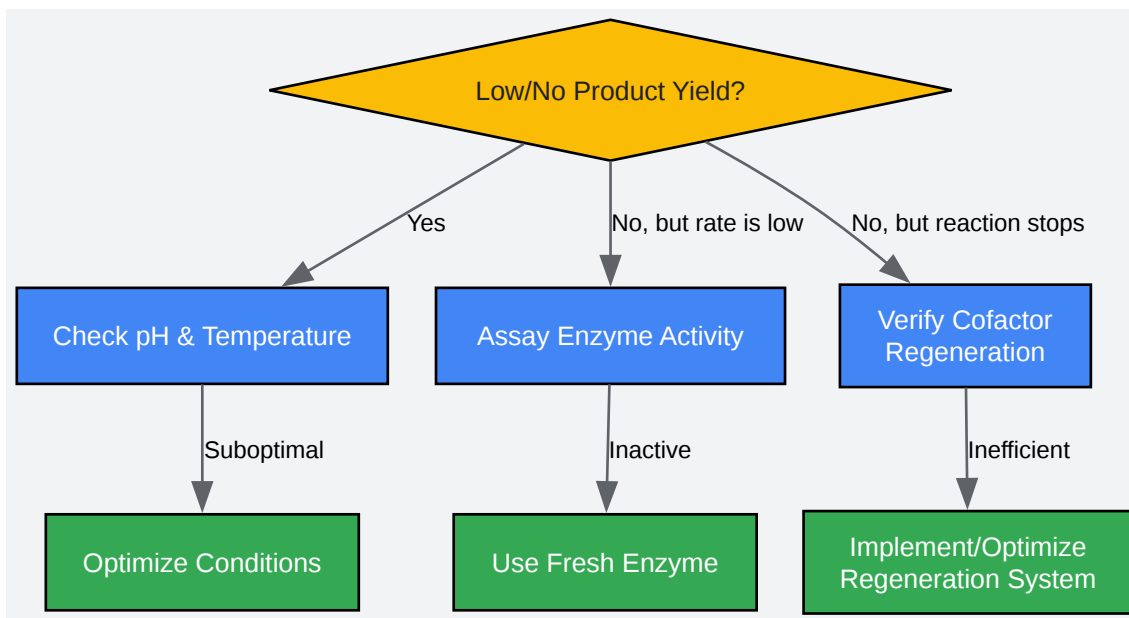 Low/No Product Yield?
Yes
No, but rate is low
No, but reaction stops
Check pH & Temperature
Assay Enzyme Activity
Verify Cofactor
Regeneration
Suboptimal
Inactive
Inefficient
Optimize Conditions
Use Fresh Enzyme
Implement/Optimize
Regeneration System